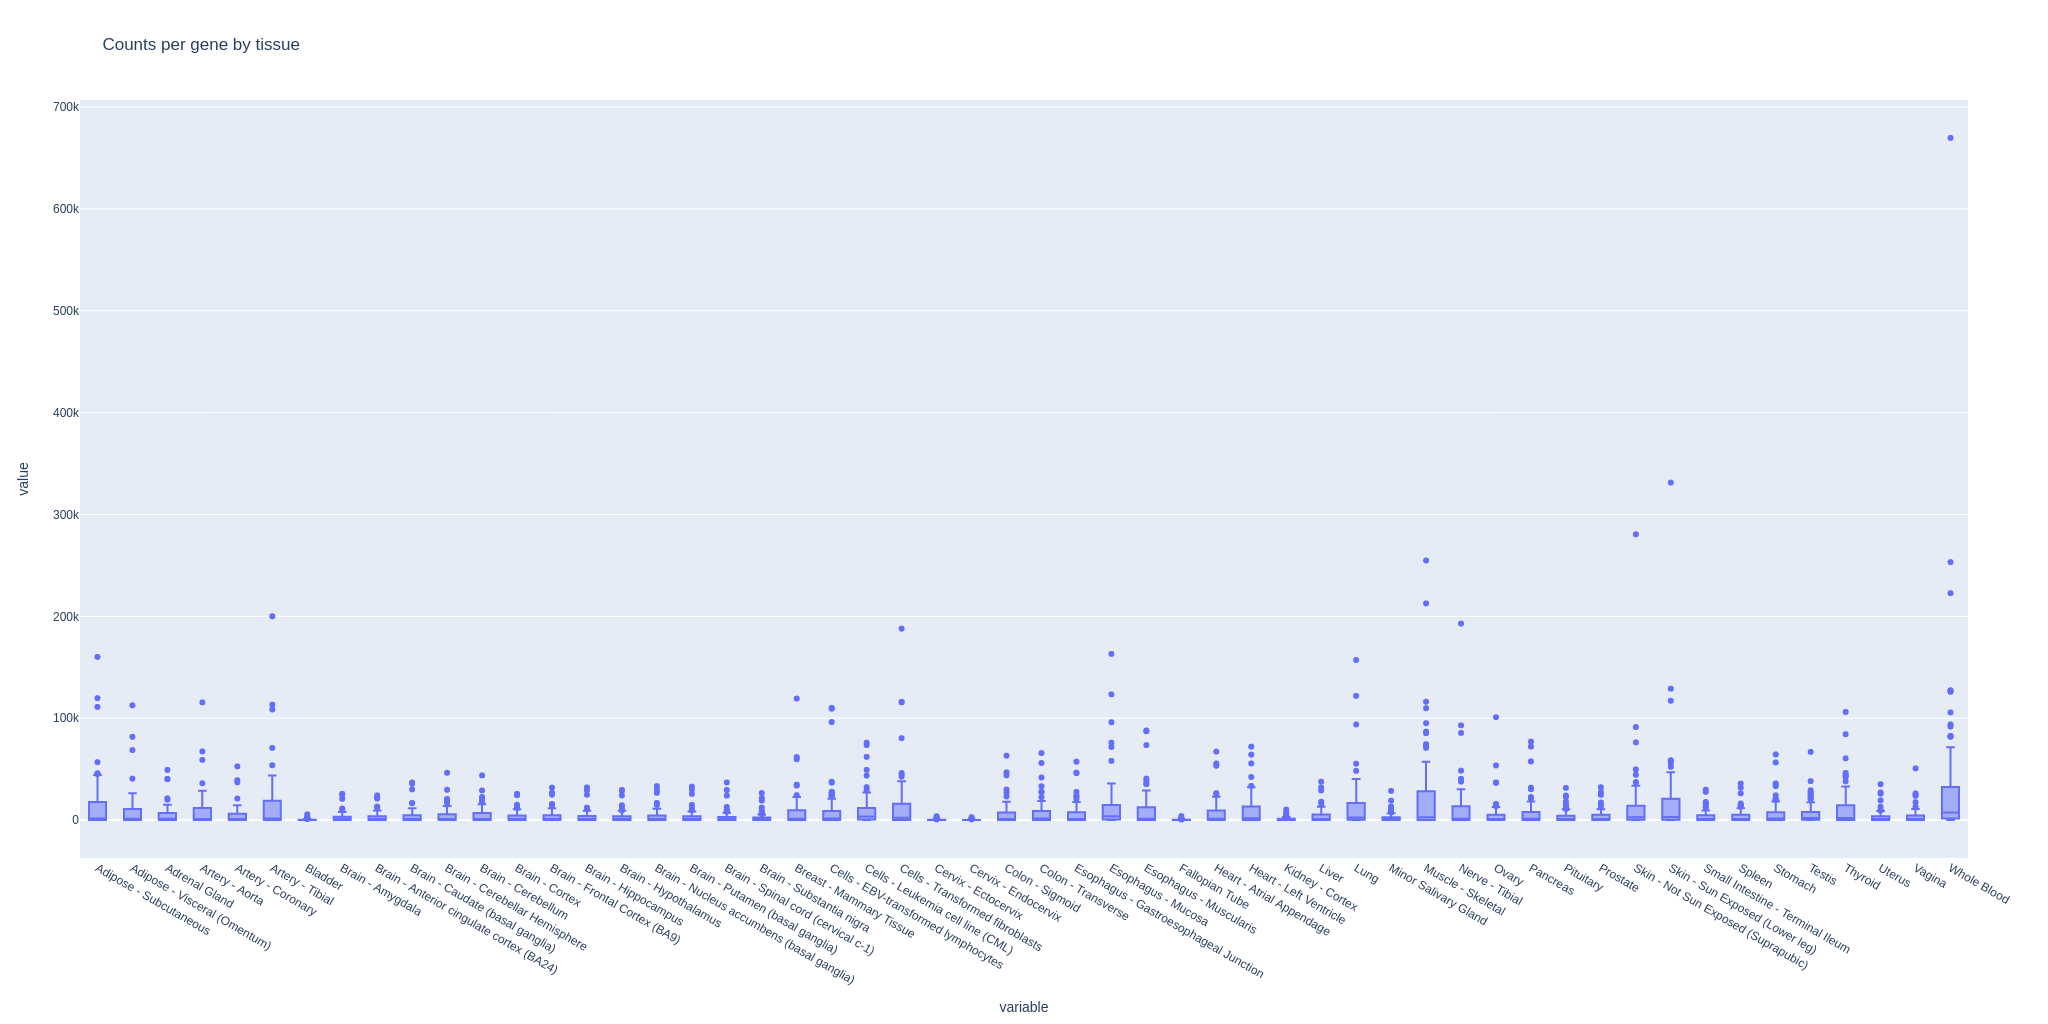 Counts per gene by tissue
700k
600k
500k
400k
300k
200k
100k
0
value
Adipose - Subcutaneous
Adipose - Visceral (Omentum)
Adrenal Gland
Artery - Aorta
Artery - Coronary
Artery - Tibial
Bladder
Brain - Amygdala
Brain - Anterior cingulate cortex (BA24)
Brain - Caudate (basal ganglia)
Brain - Cerebellar Hemisphere
Brain - Cerebellum
Brain - Cortex
Brain - Frontal Cortex (BA9)
Brain - Hippocampus
Brain - Hypothalamus
Brain - Nucleus accumbens (basal ganglia)
Brain - Putamen (basal ganglia)
Brain - Spinal cord (cervical c-1)
Brain - Substantia nigra
Breast - Mammary Tissue
Cells - EBV-transformed lymphocytes
Cells - Leukemia cell line (CML)
Cells - Transformed fibroblasts
Cervix - Ectocervix
Cervix - Endocervix
Colon - Sigmoid
Colon - Transverse
Esophagus - Gastroesophageal Junction
Esophagus - Mucosa
Esophagus - Muscularis
Fallopian Tube
Heart - Atrial Appendage
Heart - Left Ventricle
Kidney - Cortex
Liver
Lung
Minor Salivary Gland
Muscle - Skeletal
Nerve - Tibial
Ovary
Pancreas
Pituitary
Prostate
Skin - Not Sun Exposed (Suprapubic)
Skin - Sun Exposed (Lower leg)
Small Intestine - Terminal Ileum
Spleen
Stomach
Testis
Thyroid
Uterus
Vagina
Whole Blood
variable